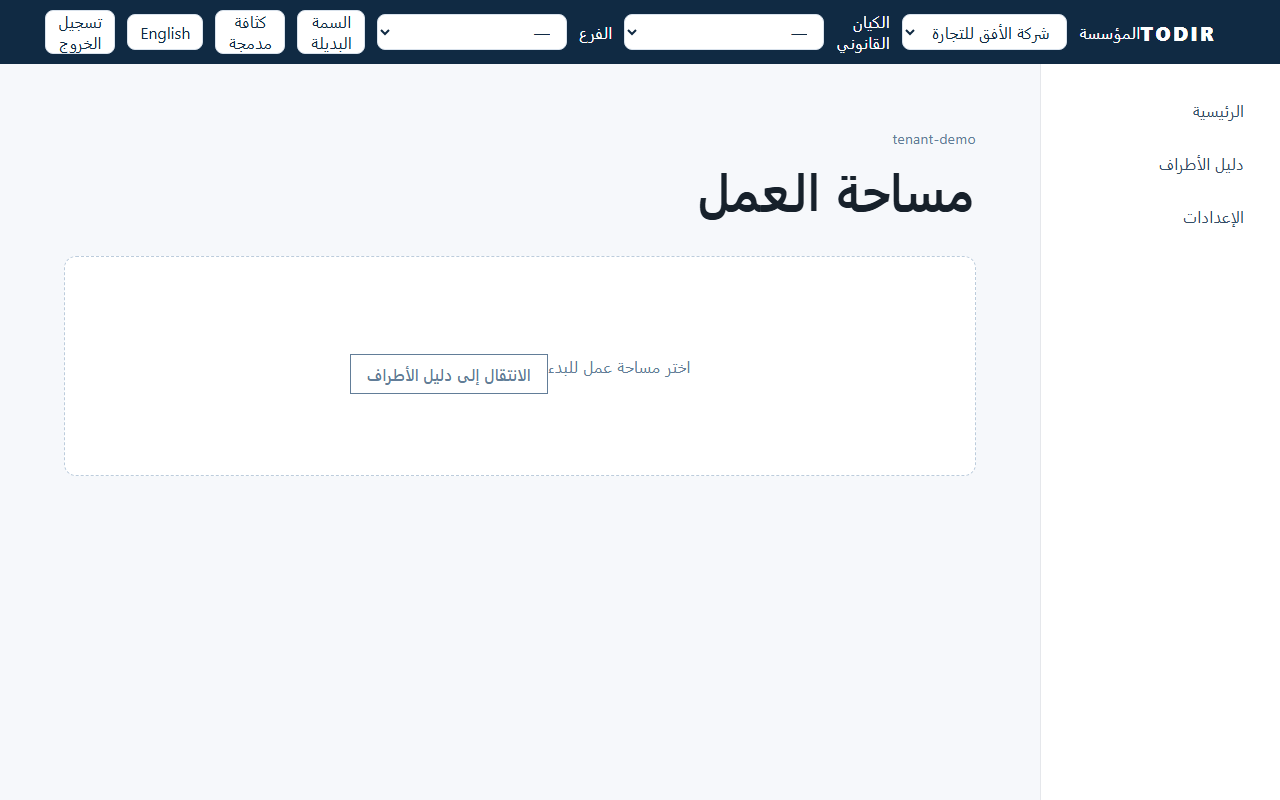 TODIR
المؤسسة
شركة الأفق للتجارة
الكيان
القانوني
—
الفرع
—
السمة
البديلة
كثافة
مدمجة
English
تسجيل
الخروج
الرئيسية
دليل الأطراف
الإعدادات
tenant-demo
مساحة العمل
اختر مساحة عمل للبدء
الانتقال إلى دليل الأطراف